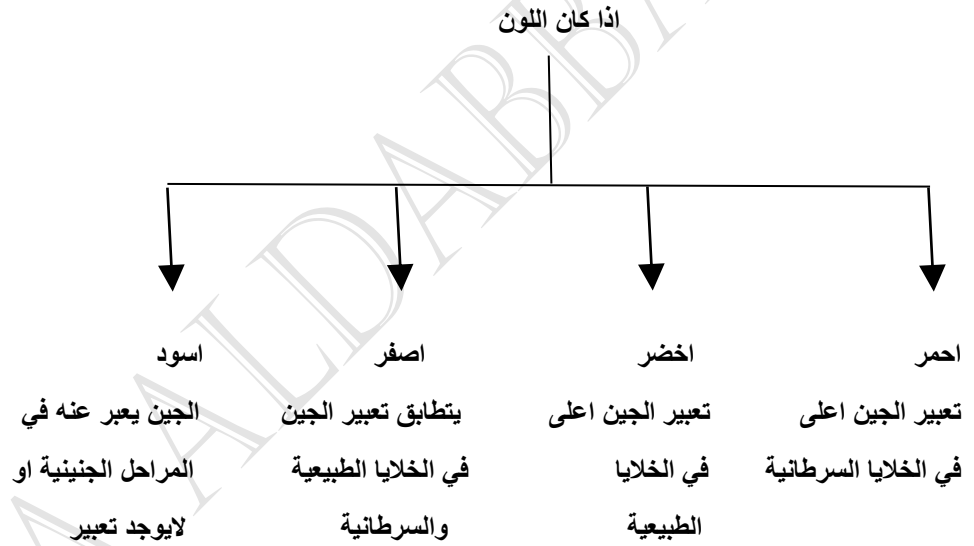 اذا كان اللون
احمر
تعبير الجين اعلى
في الخلايا السرطانية
اخضر
تعبير الجين اعلى
في الخلايا
الطبيعية
اصفر
يتطابق تعبير الجين
في الخلايا الطبيعية
والسرطانية
اسود
الجين يعبر عنه في
المراحل الجنينية او
لايوجد تعبير
A ALDABBA